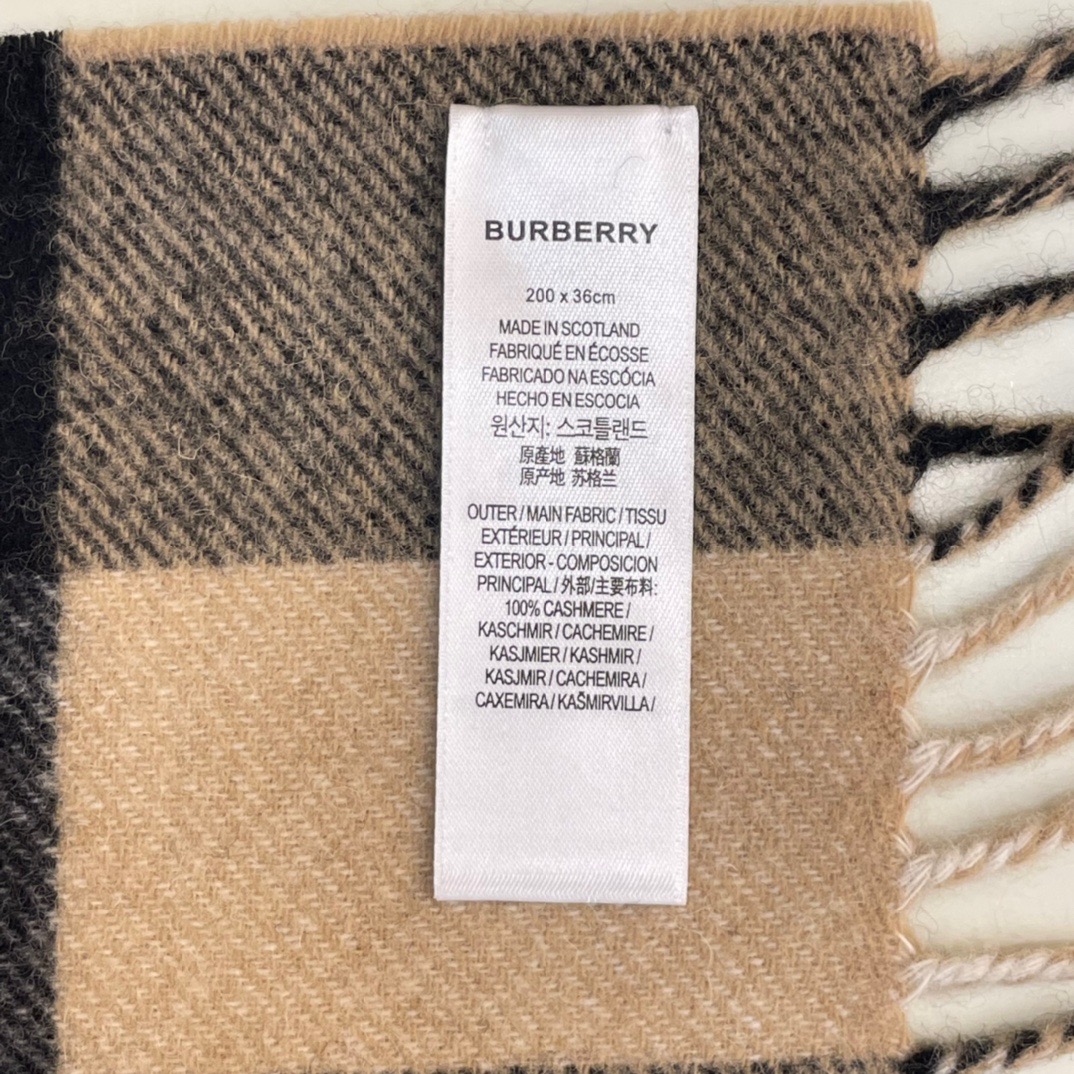 BURBERRY
200 x 36cm
MADE IN SCOTLAND
FABRIQUÉ EN ÉCOSSE
FABRICADO NA ESCÓCIA
HECHO EN ESCOCIA
원산지: 스코틀랜드
原產地 蘇格蘭
原产地 苏格兰
OUTER / MAIN FABRIC / TISSU
EXTÉRIEUR / PRINCIPAL /
EXTERIOR - COMPOSICION
PRINCIPAL / 外部/主要布料:
100% CASHMERE /
KASCHMIR / CACHEMIRE /
KASJMIER / KASHMIR /
KASJMIR / CACHEMIRA /
CAXEMIRA / KAŠMIRVILLA /